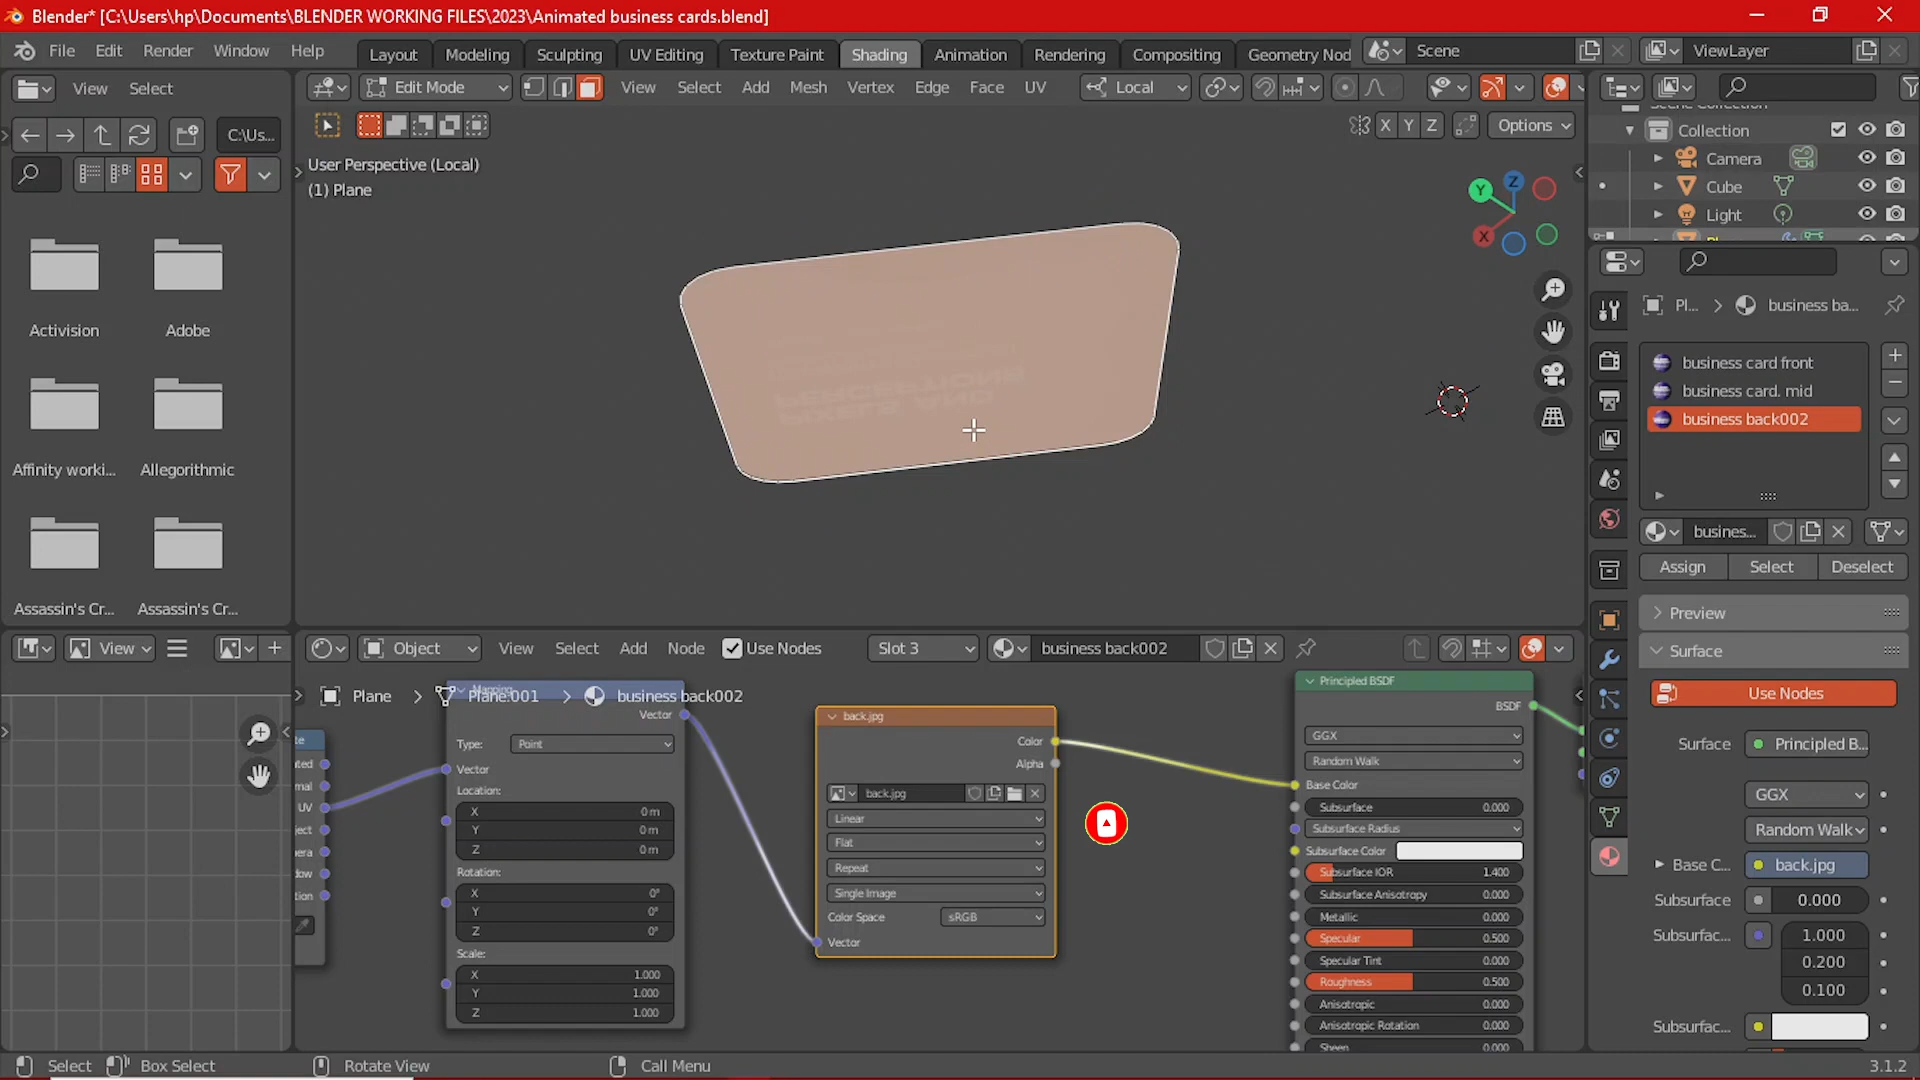 Blender* [C:\Users\hp\Documents\BLENDER WORKING FILES\2023\Animated business cards.blend]
File Edit Render Window Help Layout Modeling Sculpting UV Editing Texture Paint Shading Animation Rendering Compositing Geometry Nod Scene ViewLayer
View Select Edit Mode View Select Add Mesh Vertex Edge Face UV Local
C:\Us... X Y Z Options
User Perspective (Local)
(1) Plane
Z
Y
X
Activision Adobe
Affinity worki... Allegorithmic
Assassin's Cr... Assassin's Cr...
Collection
Camera
Cube
Light
Pl... business ba...
business card front
business card. mid
business back002
busines...
Assign Select Deselect
Preview
Surface
Use Nodes
Surface Principled B...
GGX
Random Walk
Base C... back.jpg
Subsurface 0.000
Subsurfac... 1.000
0.200
0.100
Subsurfac...
View Object View Select Add Node Use Nodes Slot 3 business back002
Plane Plane.001 business back002
Mapping
Vector
Type: Point
Vector
Location:
X 0 m
Y 0 m
Z 0 m
Rotation:
X 0°
Y 0°
Z 0°
Scale:
X 1.000
Y 1.000
Z 1.000
UV
back.jpg
Color
Alpha
back.jpg
Linear
Flat
Repeat
Single Image
Color Space sRGB
Vector
Principled BSDF
BSDF
GGX
Random Walk
Base Color
Subsurface 0.000
Subsurface Radius
Subsurface Color
Subsurface IOR 1.400
Subsurface Anisotropy 0.000
Metallic 0.000
Specular 0.500
Specular Tint 0.000
Roughness 0.500
Anisotropic 0.000
Anisotropic Rotation 0.000
Sheen 0.000
Select Box Select Rotate View Call Menu 3.1.2